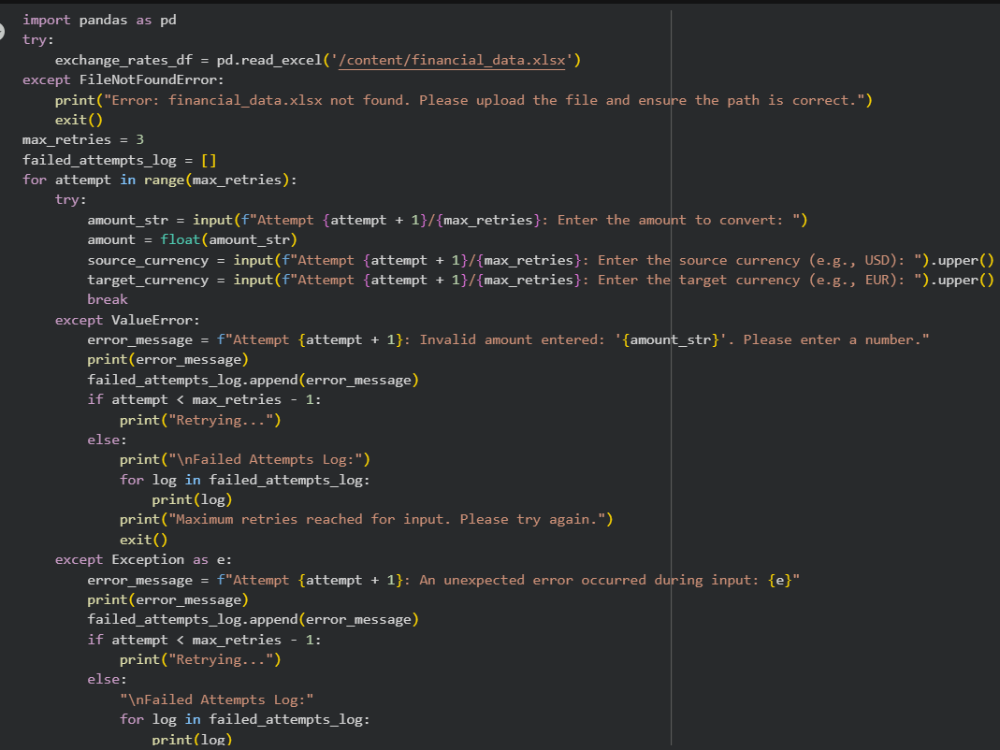 import pandas as pd
try:
    exchange_rates_df = pd.read_excel('/content/financial_data.xlsx')
except FileNotFoundError:
    print("Error: financial_data.xlsx not found. Please upload the file and ensure the path is correct.")
    exit()
max_retries = 3
failed_attempts_log = []
for attempt in range(max_retries):
    try:
        amount_str = input(f"Attempt {attempt + 1}/{max_retries}: Enter the amount to convert: ")
        amount = float(amount_str)
        source_currency = input(f"Attempt {attempt + 1}/{max_retries}: Enter the source currency (e.g., USD): ").upper()
        target_currency = input(f"Attempt {attempt + 1}/{max_retries}: Enter the target currency (e.g., EUR): ").upper()
        break
    except ValueError:
        error_message = f"Attempt {attempt + 1}: Invalid amount entered: '{amount_str}'. Please enter a number."
        print(error_message)
        failed_attempts_log.append(error_message)
        if attempt < max_retries - 1:
            print("Retrying...")
        else:
            print("\nFailed Attempts Log:")
            for log in failed_attempts_log:
                print(log)
            print("Maximum retries reached for input. Please try again.")
            exit()
    except Exception as e:
        error_message = f"Attempt {attempt + 1}: An unexpected error occurred during input: {e}"
        print(error_message)
        failed_attempts_log.append(error_message)
        if attempt < max_retries - 1:
            print("Retrying...")
        else:
            "\nFailed Attempts Log:"
            for log in failed_attempts_log:
                print(log)